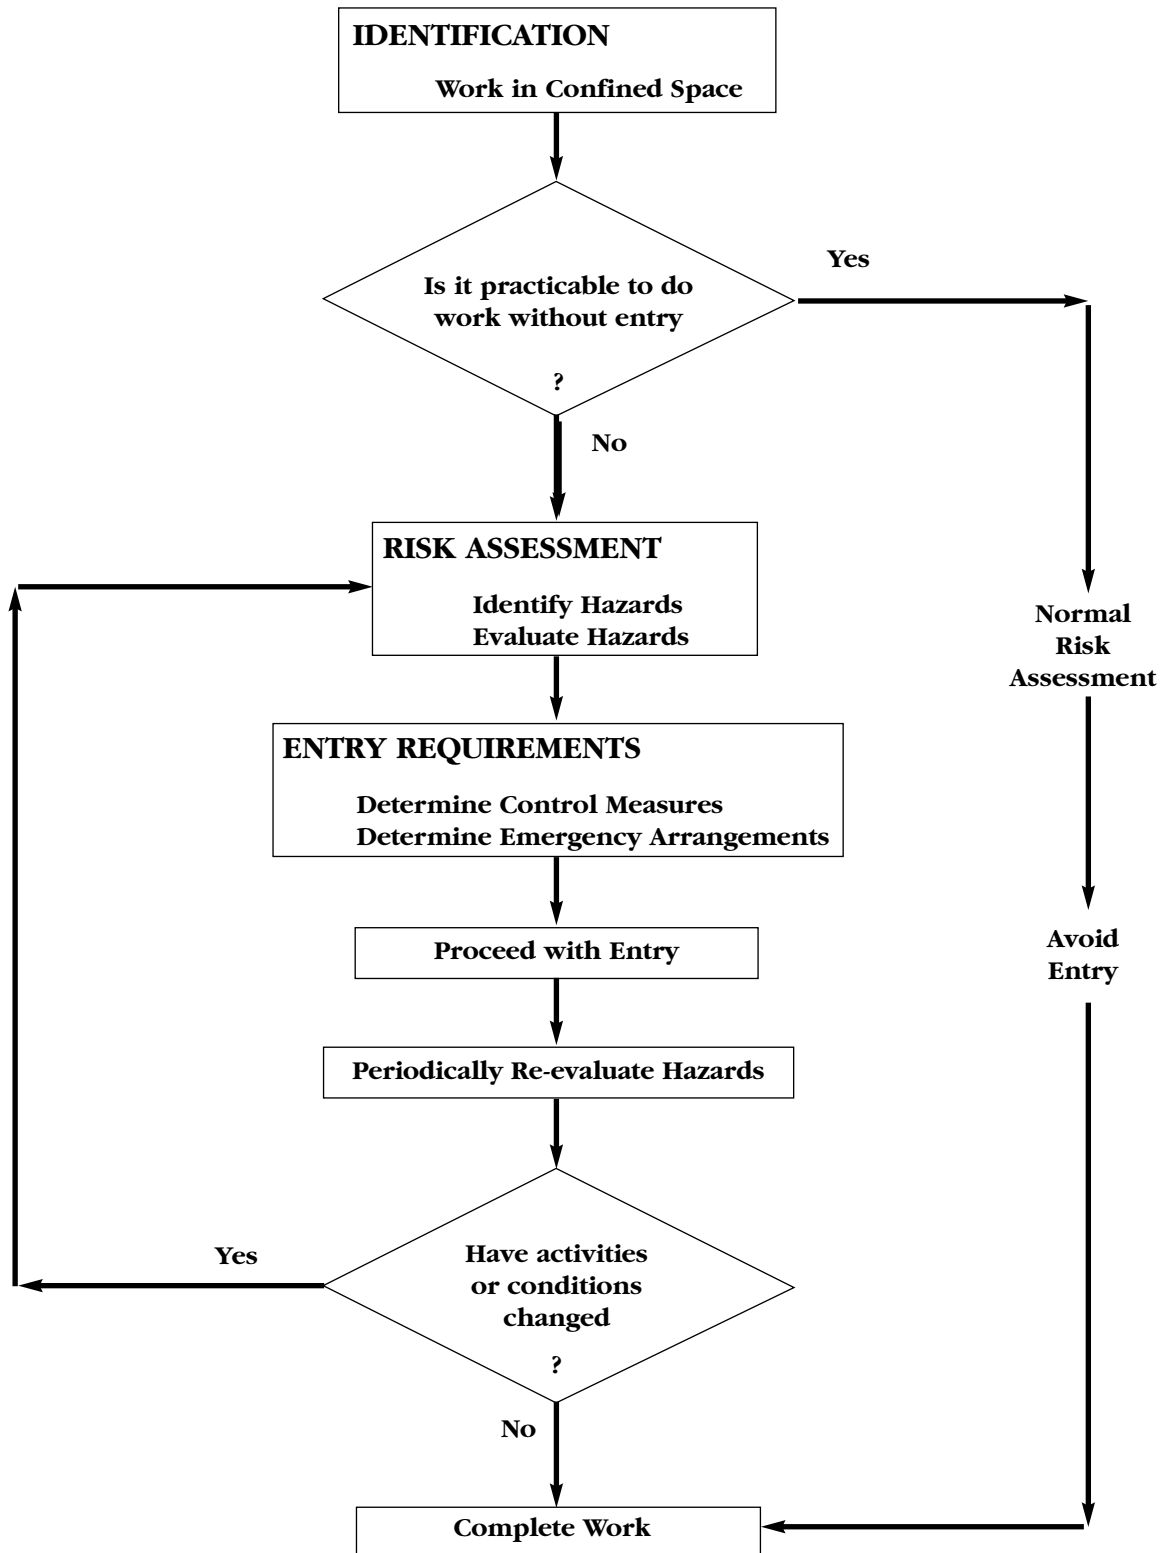 IDENTIFICATION
Work in Confined Space
Is it practicable to do
work without entry
?
Yes
No
RISK ASSESSMENT
Identify Hazards
Evaluate Hazards
Normal
Risk
Assessment
ENTRY REQUIREMENTS
Determine Control Measures
Determine Emergency Arrangements
Proceed with Entry
Avoid
Entry
Periodically Re-evaluate Hazards
Have activities
or conditions
changed
?
Yes
No
Complete Work